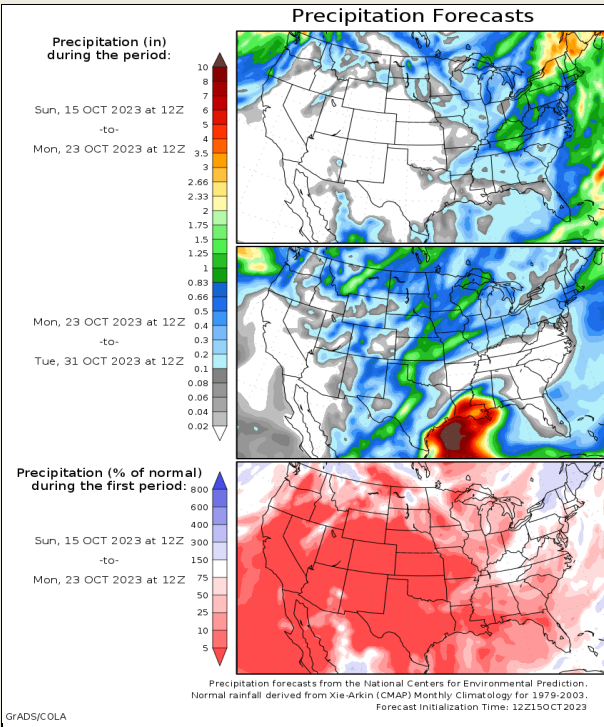 Precipitation Forecasts
Precipitation (in)
during the period:
Sun, 15 OCT 2023 at 12Z
-to-
Mon, 23 OCT 2023 at 12Z
10
8
7
6
5
4
3.5
3
2.66
2.33
2
1.75
1.5
1.25
1
0.83
0.66
0.5
0.4
0.3
0.2
0.1
0.08
0.06
0.04
0.02
Mon, 23 OCT 2023 at 12Z
-to-
Tue, 31 OCT 2023 at 12Z
Precipitation (% of normal)
during the first period:
800
600
400
300
150
75
50
25
10
5
Sun, 15 OCT 2023 at 12Z
-to-
Mon, 23 OCT 2023 at 12Z
Precipitation forecasts from the National Centers for Environmental Prediction.
Normal rainfall derived from Xie-Arkin (CMAP) Monthly Climatology for 1979-2003.
Forecast Initialization Time: 12Z15OCT2023
GrADS/COLA